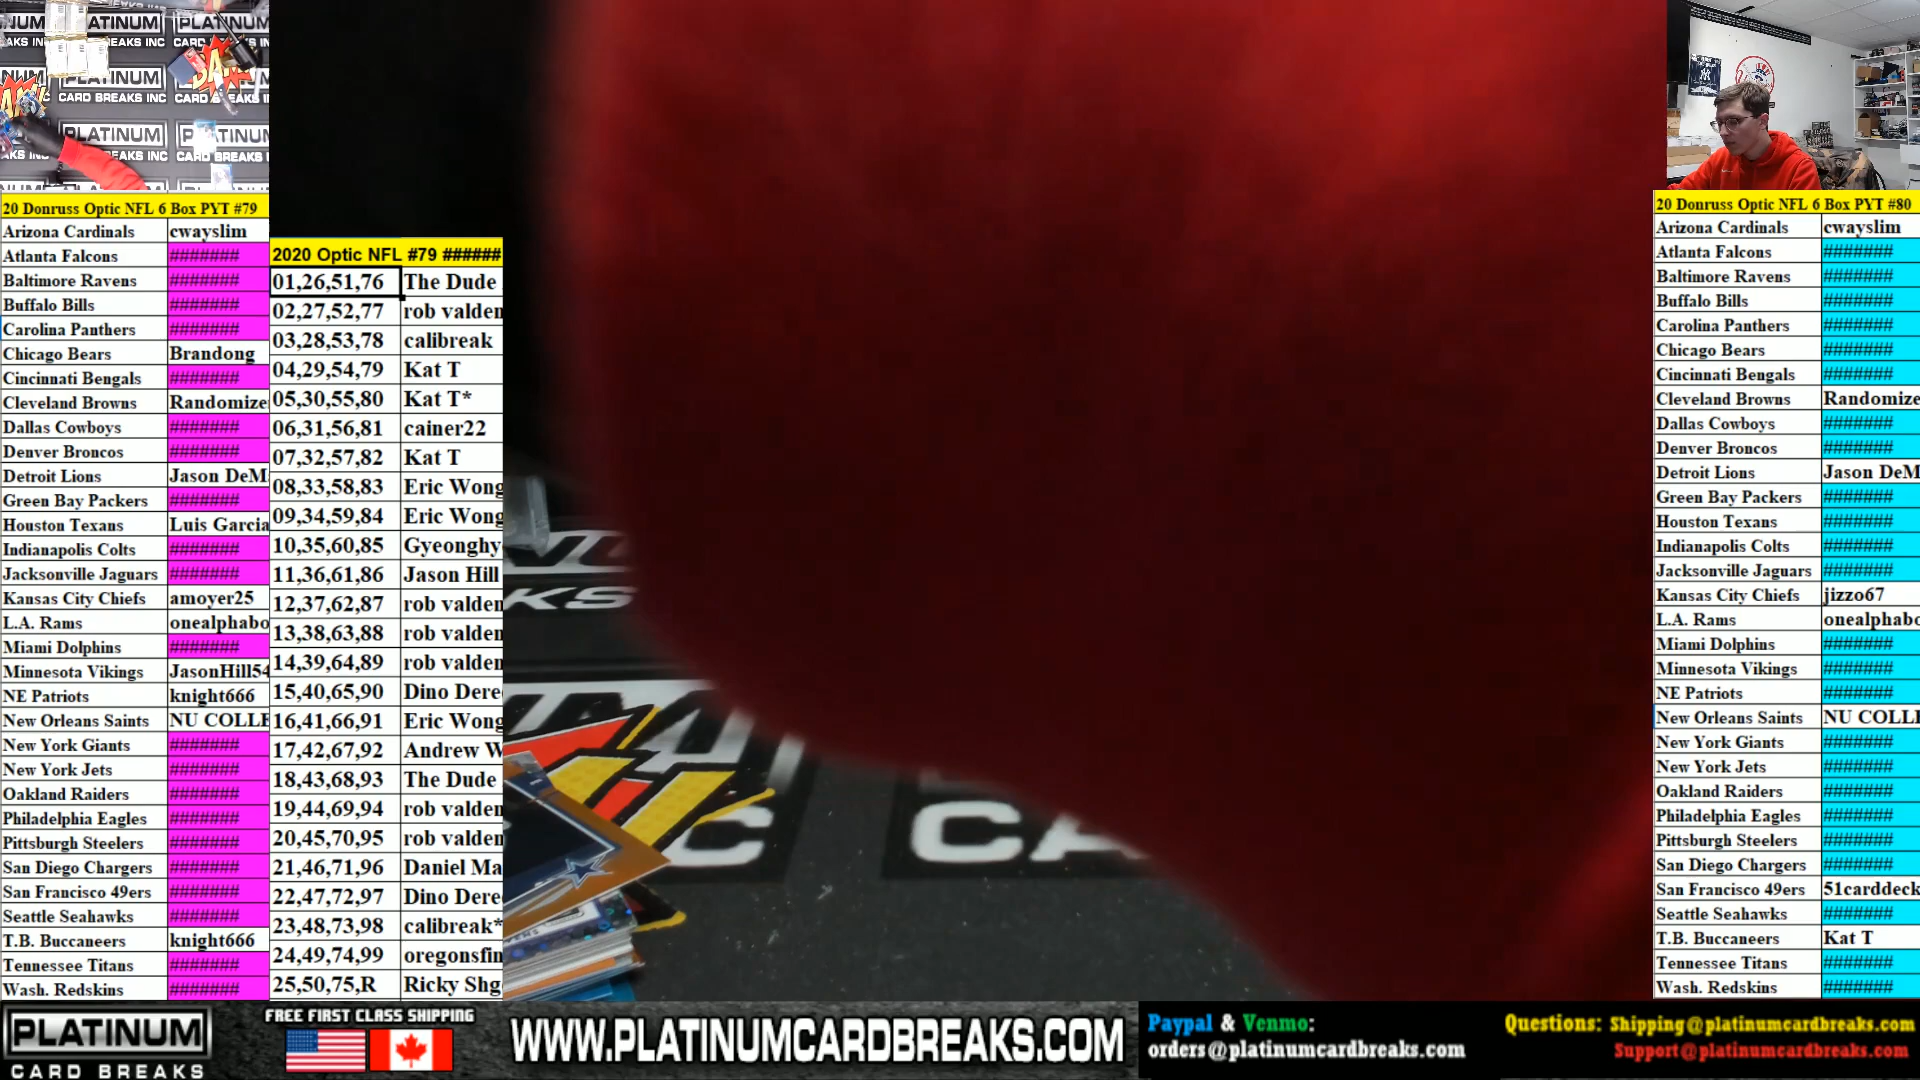 20 Donruss Optic NFL 6 Box PYT #79
Arizona Cardinals cwayslim
Atlanta Falcons #######
Baltimore Ravens #######
Buffalo Bills #######
Carolina Panthers #######
Chicago Bears Brandong
Cincinnati Bengals #######
Cleveland Browns Randomize
Dallas Cowboys #######
Denver Broncos #######
Detroit Lions Jason DeM
Green Bay Packers #######
Houston Texans Luis Garcia
Indianapolis Colts #######
Jacksonville Jaguars #######
Kansas City Chiefs amoyer25
L.A. Rams onealphabo
Miami Dolphins #######
Minnesota Vikings JasonHill54
NE Patriots knight666
New Orleans Saints NU COLLE
New York Giants #######
New York Jets #######
Oakland Raiders #######
Philadelphia Eagles #######
Pittsburgh Steelers #######
San Diego Chargers #######
San Francisco 49ers #######
Seattle Seahawks #######
T.B. Buccaneers knight666
Tennessee Titans #######
Wash. Redskins #######
2020 Optic NFL #79 ######
01,26,51,76 The Dude
02,27,52,77 rob valden
03,28,53,78 calibreak
04,29,54,79 Kat T
05,30,55,80 Kat T*
06,31,56,81 cainer22
07,32,57,82 Kat T
08,33,58,83 Eric Wong
09,34,59,84 Eric Wong
10,35,60,85 Gyeonghy
11,36,61,86 Jason Hill
12,37,62,87 rob valden
13,38,63,88 rob valden
14,39,64,89 rob valden
15,40,65,90 Dino Dere
16,41,66,91 Eric Wong
17,42,67,92 Andrew W
18,43,68,93 The Dude
19,44,69,94 rob valden
20,45,70,95 rob valden
21,46,71,96 Daniel Ma
22,47,72,97 Dino Dere
23,48,73,98 calibreak*
24,49,74,99 oregonsfin
25,50,75,R Ricky Shg
20 Donruss Optic NFL 6 Box PYT #80
Arizona Cardinals cwayslim
Atlanta Falcons #######
Baltimore Ravens #######
Buffalo Bills #######
Carolina Panthers #######
Chicago Bears #######
Cincinnati Bengals #######
Cleveland Browns Randomize
Dallas Cowboys #######
Denver Broncos #######
Detroit Lions Jason DeM
Green Bay Packers #######
Houston Texans #######
Indianapolis Colts #######
Jacksonville Jaguars #######
Kansas City Chiefs jizzo67
L.A. Rams onealphabo
Miami Dolphins #######
Minnesota Vikings #######
NE Patriots #######
New Orleans Saints NU COLLE
New York Giants #######
New York Jets #######
Oakland Raiders #######
Philadelphia Eagles #######
Pittsburgh Steelers #######
San Diego Chargers #######
San Francisco 49ers 51carddeck
Seattle Seahawks #######
T.B. Buccaneers Kat T
Tennessee Titans #######
Wash. Redskins #######
PLATINUM
CARD BREAKS
FREE FIRST CLASS SHIPPING
WWW.PLATINUMCARDBREAKS.COM
Paypal & Venmo:
orders@platinumcardbreaks.com
Questions: Shipping@platinumcardbreaks.com
Support@platinumcardbreaks.com